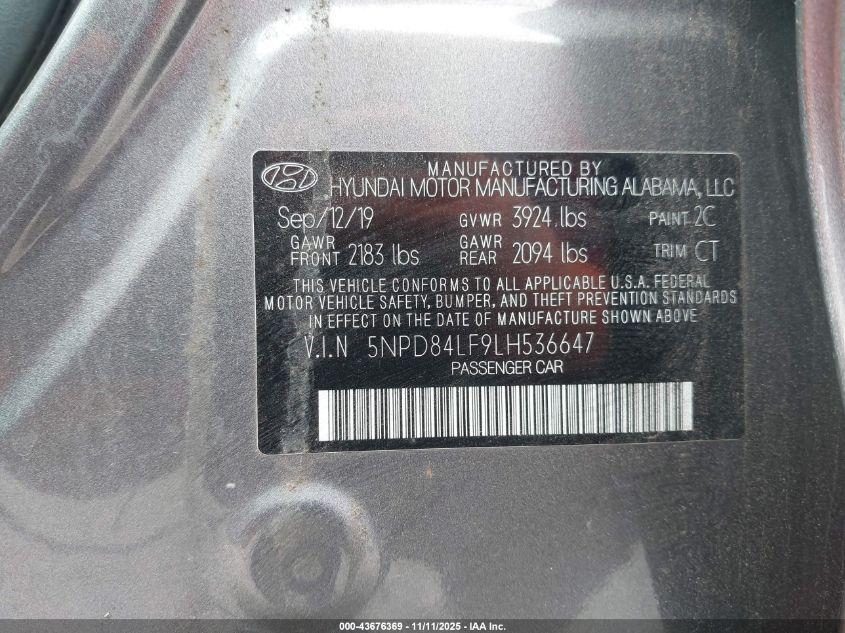 MANUFACTURED BY
HYUNDAI MOTOR MANUFACTURING ALABAMA, LLC
Sep/12/19 GVWR 3924 lbs PAINT 2C
GAWR FRONT 2183 lbs GAWR REAR 2094 lbs TRIM CT
THIS VEHICLE CONFORMS TO ALL APPLICABLE U.S.A. FEDERAL
MOTOR VEHICLE SAFETY, BUMPER, AND THEFT PREVENTION STANDARDS
IN EFFECT ON THE DATE OF MANUFACTURE SHOWN ABOVE
V.I.N 5NPD84LF9LH536647
PASSENGER CAR
000-43676369 - 11/11/2025 - IAA Inc.